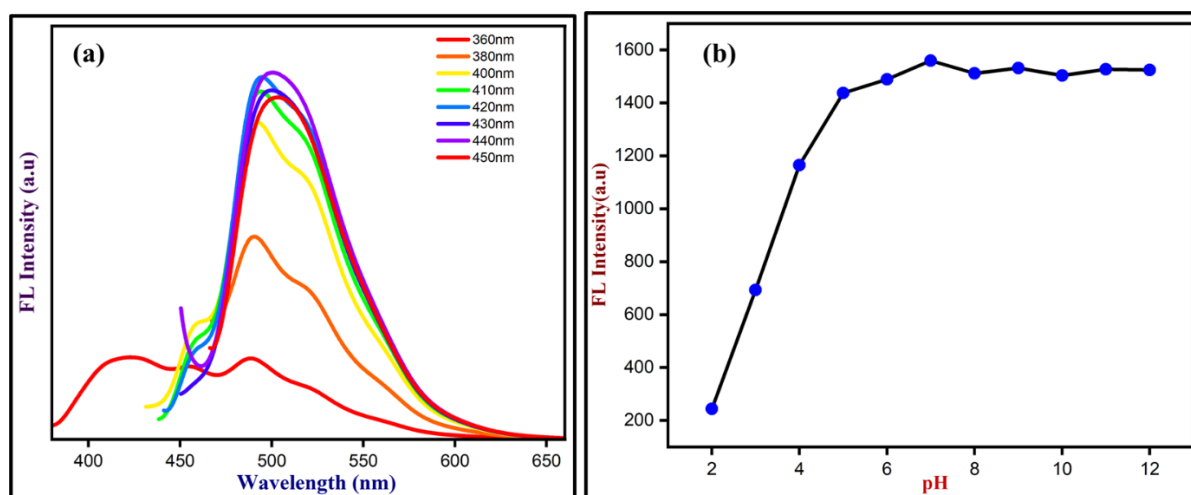 (a)
360nm
380nm
400nm
410nm
420nm
430nm
440nm
450nm
FL Intensity (a.u)
400 450 500 550 600 650
Wavelength (nm)
(b)
1600
1400
1200
1000
800
600
400
200
FL Intensity(a.u)
2 4 6 8 10 12
pH